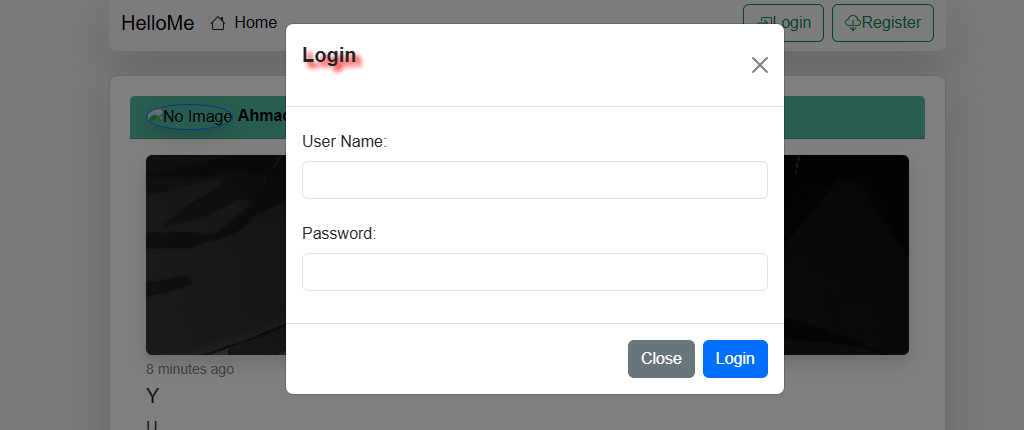 HelloMe Home Login Register
Login
No Image Ahmad
User Name:
Password:
Close Login
8 minutes ago
Y